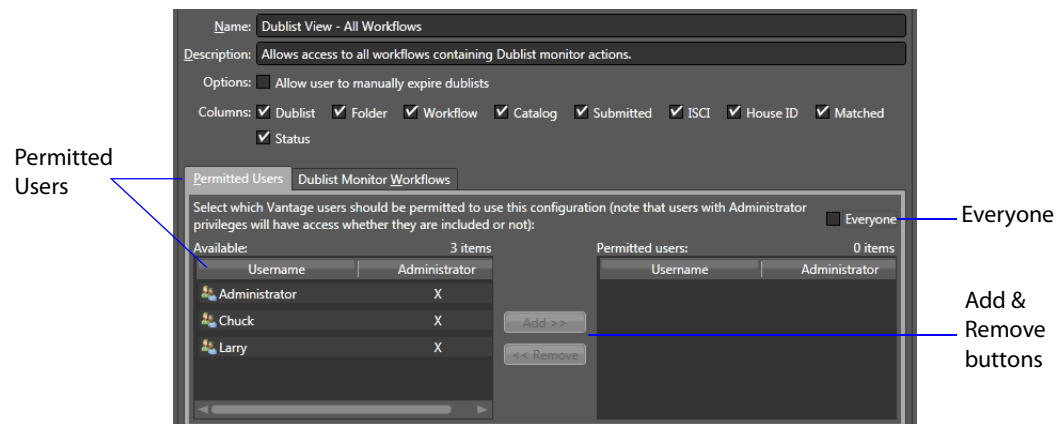 Name: Dublist View - All Workflows
Description: Allows access to all workflows containing Dublist monitor actions.
Options: Allow user to manually expire dublists
Columns: Dublist Folder Workflow Catalog Submitted ISCI House ID Matched
Status
Permitted
Users
Permitted Users Dublist Monitor Workflows
Select which Vantage users should be permitted to use this configuration (note that users with Administrator
privileges will have access whether they are included or not):
Everyone
Everyone
Available: 3 items
Permitted users: 0 items
Username Administrator
Username Administrator
Administrator X
Chuck X
Larry X
Add >>
<< Remove
Add &
Remove
buttons